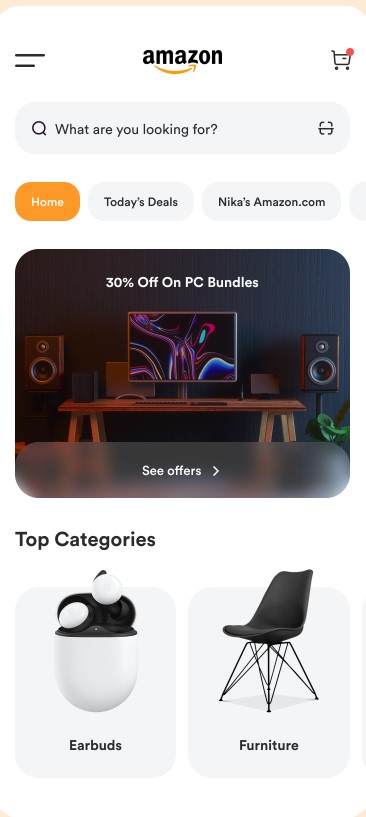 amazon
What are you looking for?
Home
Today's Deals
Nika's Amazon.com
30% Off On PC Bundles
See offers
Top Categories
Earbuds
Furniture